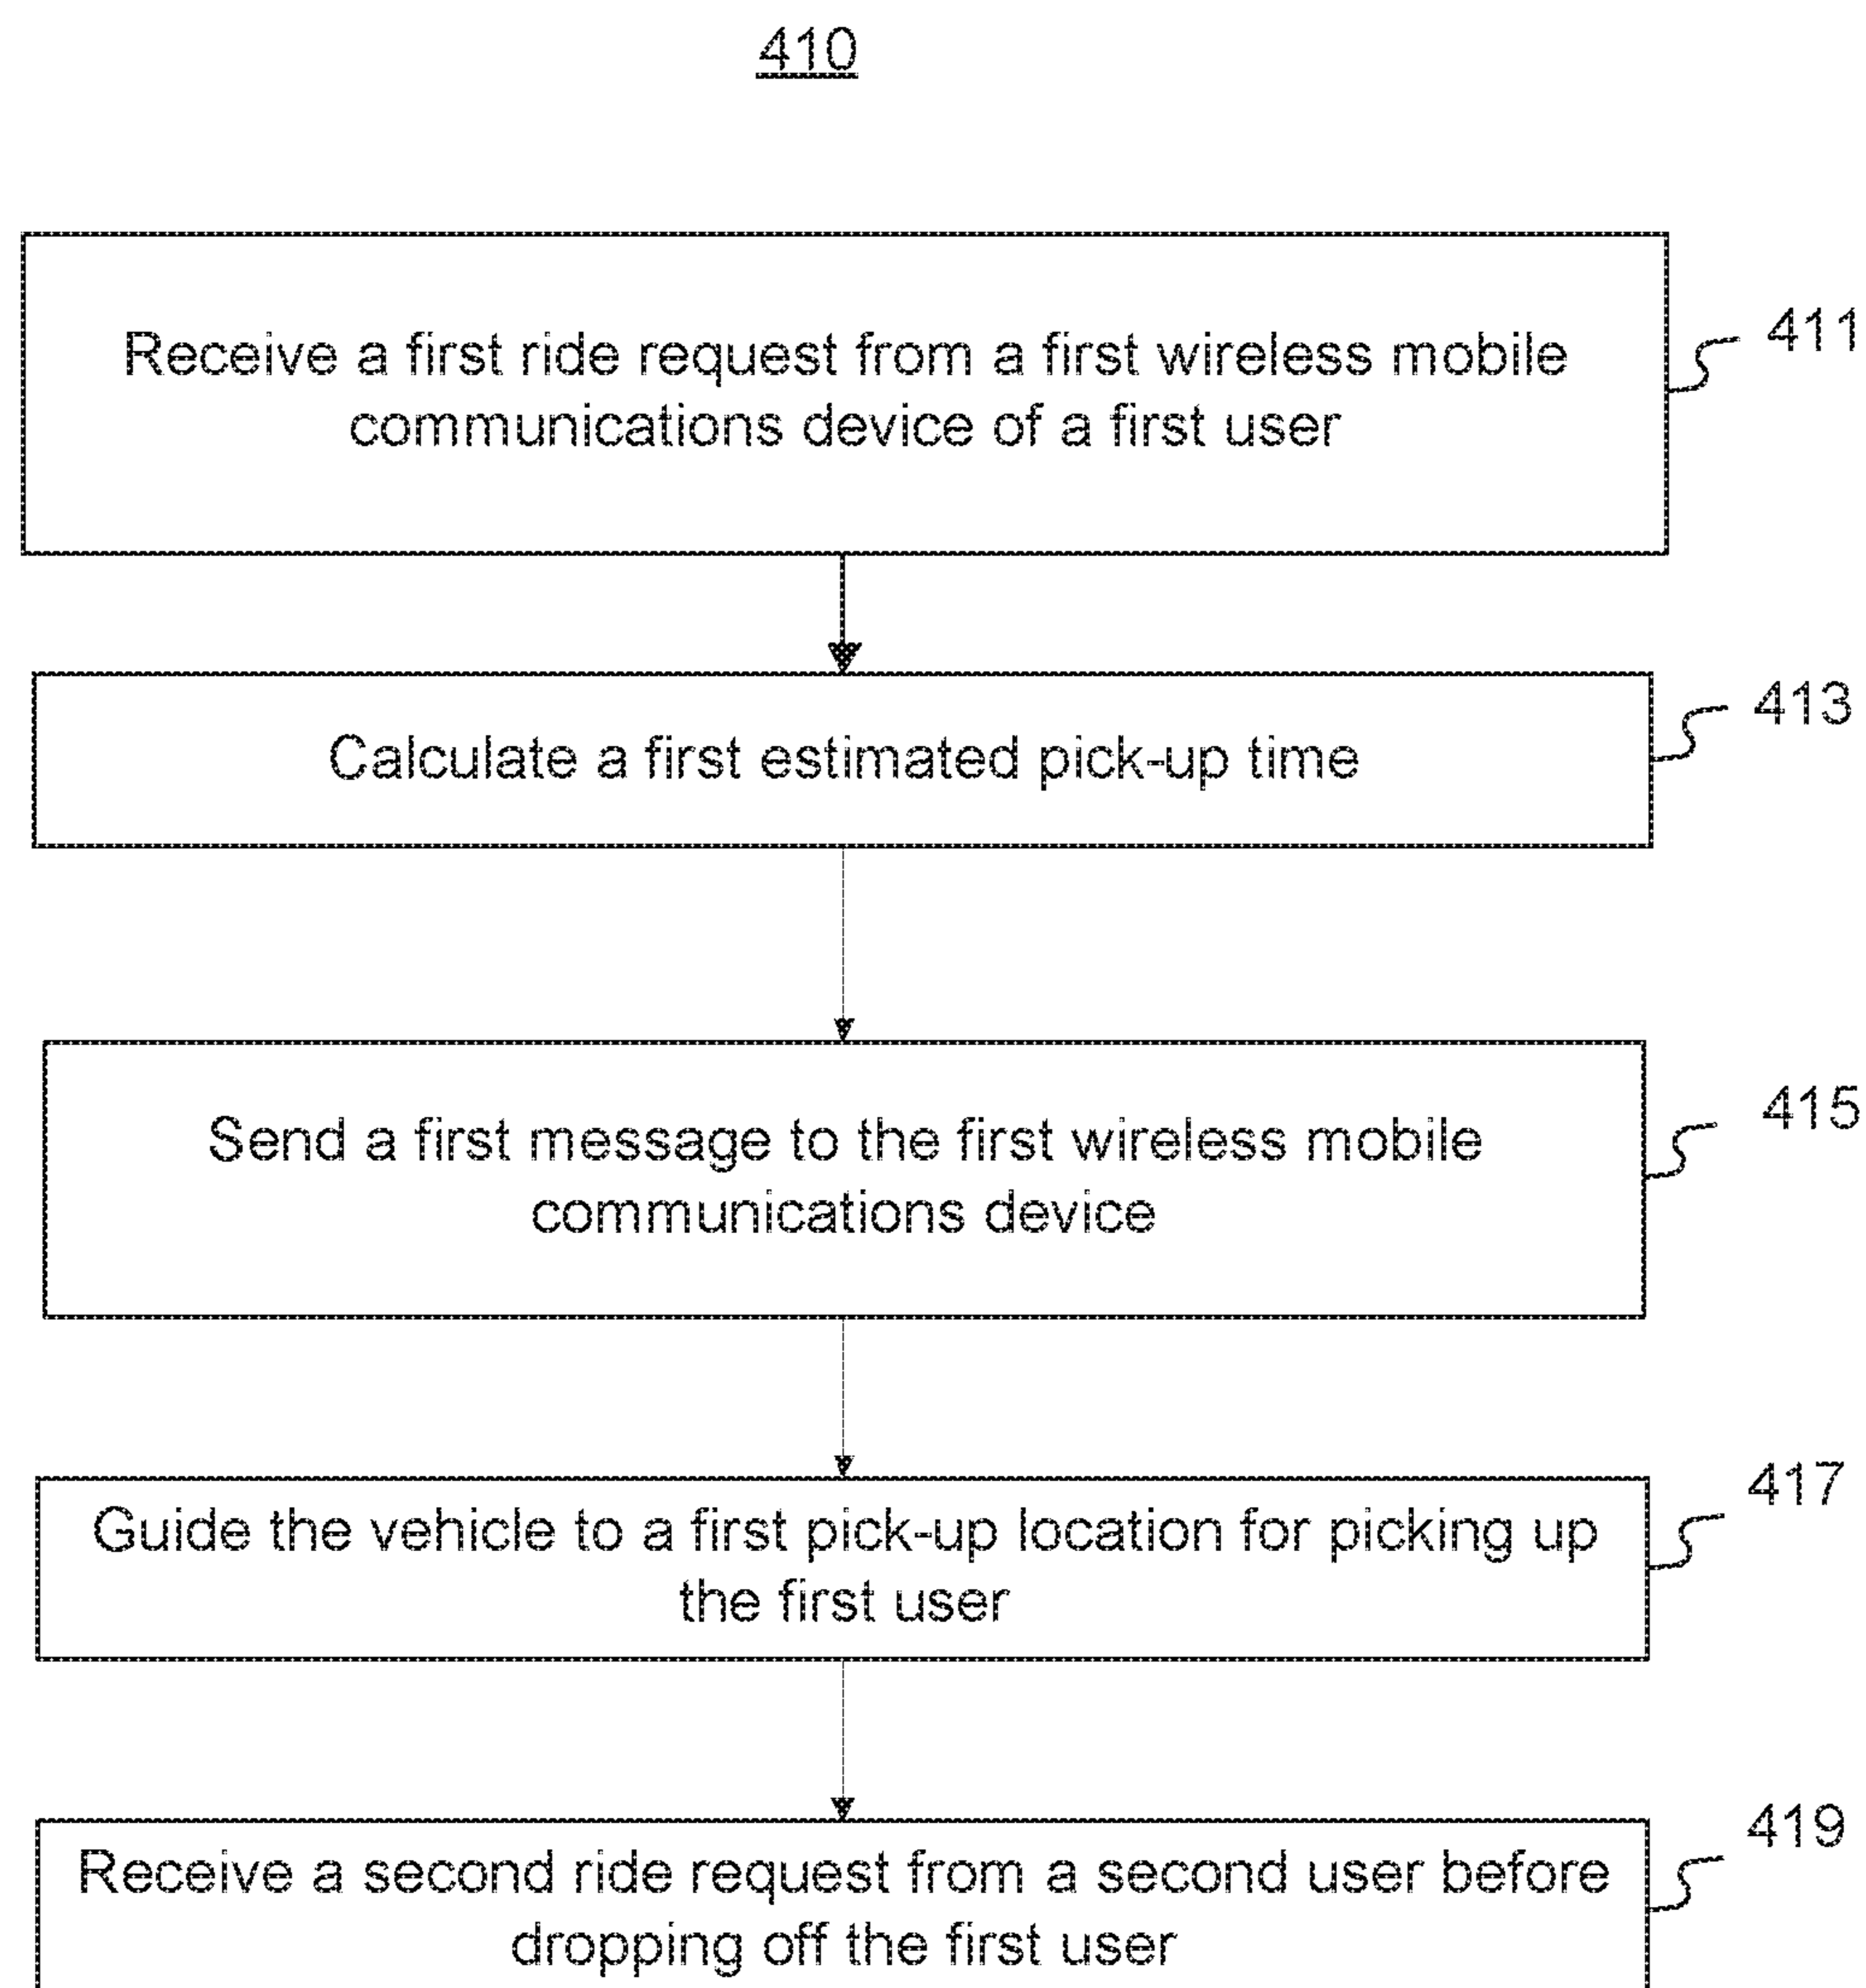 410
Receive a first ride request from a first wireless mobile
communications device of a first user
411
Calculate a first estimated pick-up time
413
Send a first message to the first wireless mobile
communications device
415
Guide the vehicle to a first pick-up location for picking up
the first user
417
Receive a second ride request from a second user before
dropping off the first user
419